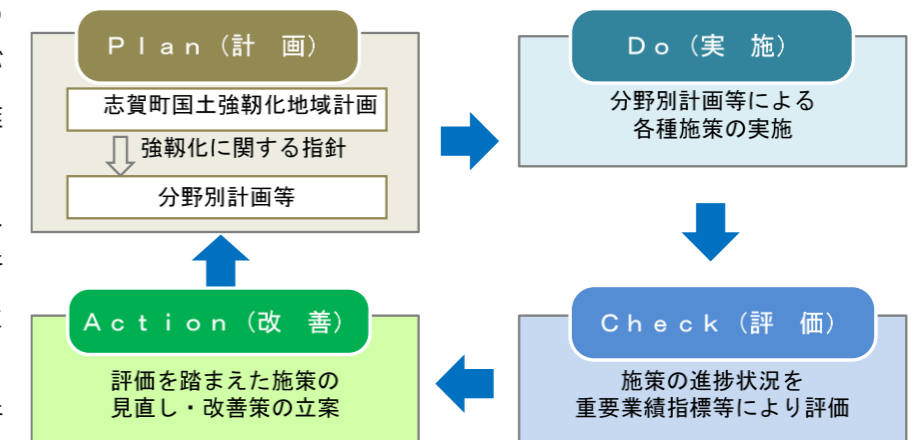 Plan（計　画）
志賀町国土強靭化地域計画
強靭化に関する指針
分野別計画等
Do（実　施）
分野別計画等による
各種施策の実施
Check（評　価）
施策の進捗状況を
重要業績指標等により評価
Action（改　善）
評価を踏まえた施策の
見直し・改善策の立案